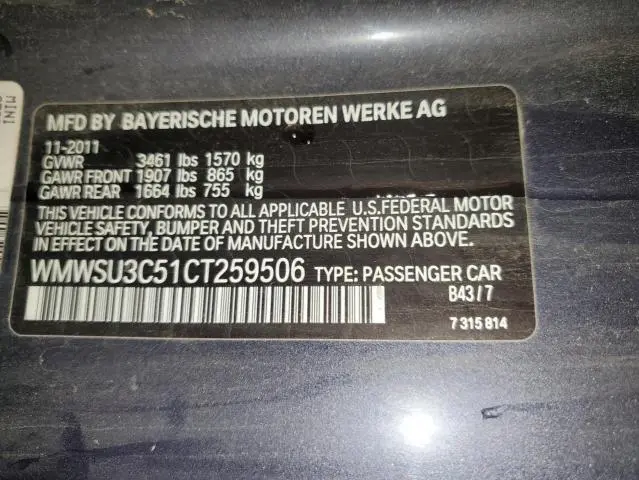 MFD BY BAYERISCHE MOTOREN WERKE AG
11-2011
GVWR 3461 lbs 1570 kg
GAWR FRONT 1907 lbs 865 kg
GAWR REAR 1664 lbs 755 kg
THIS VEHICLE CONFORMS TO ALL APPLICABLE U.S.FEDERAL MOTOR
VEHICLE SAFETY, BUMPER AND THEFT PREVENTION STANDARDS
IN EFFECT ON THE DATE OF MANUFACTURE SHOWN ABOVE.
WMWSU3C51CT259506 TYPE: PASSENGER CAR
B43/7
7 315 814
MINI